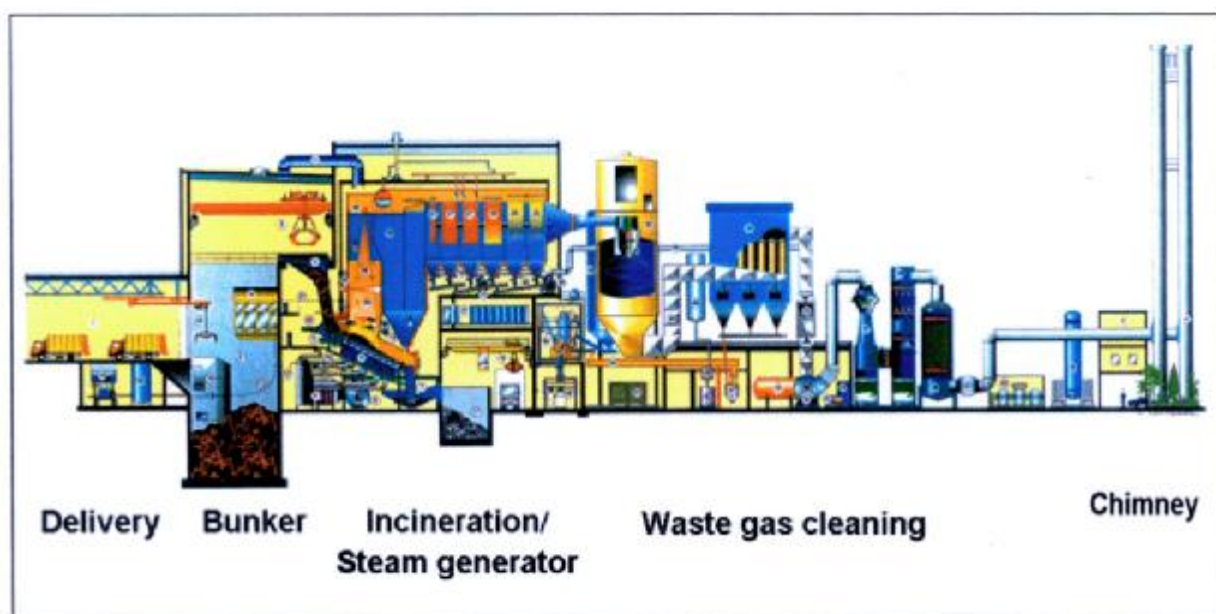 Delivery
Bunker
Incineration/
Steam generator
Waste gas cleaning
Chimney